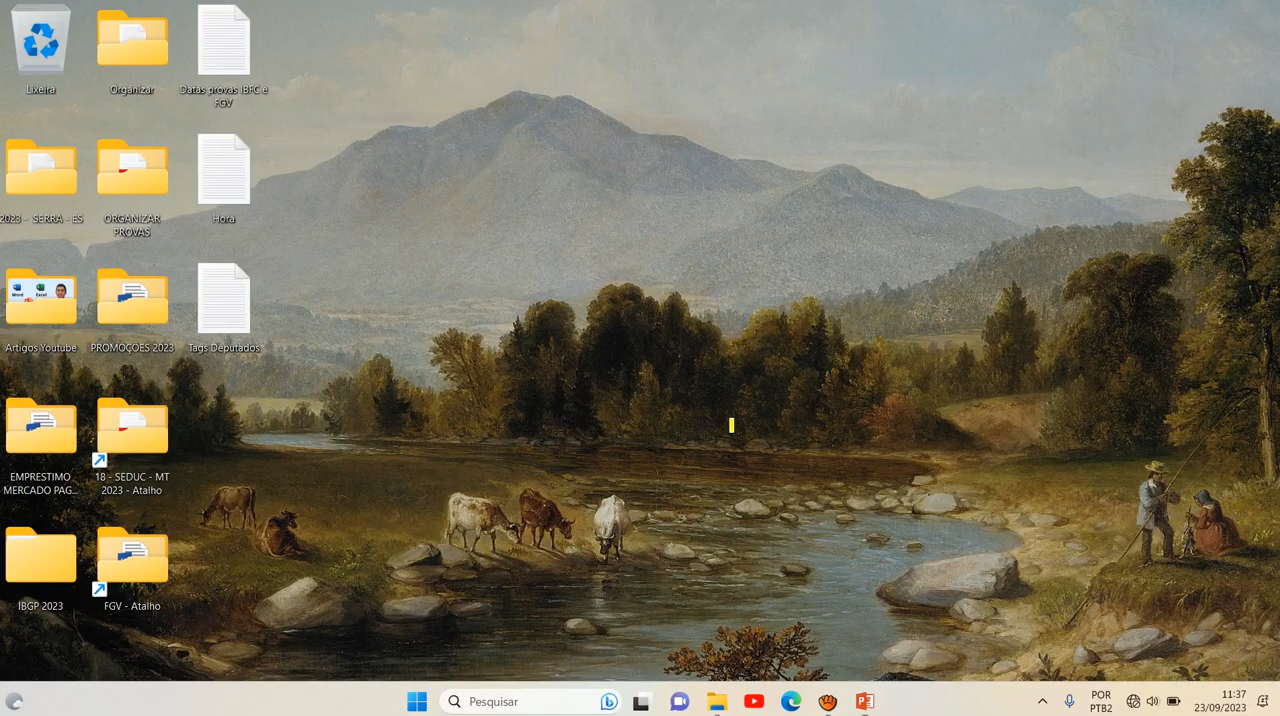 Lixeira
Organizar
Datas provas IBFC e
FGV
2023 - SERRA - ES
ORGANIZAR
PROVAS
Hora
Word
Excel
Artigos Youtube
PROMOÇÕES 2023
Tags Deputados
EMPRESTIMO
MERCADO PAG...
18 - SEDUC - MT
2023 - Atalho
IBGP 2023
FGV - Atalho
Pesquisar
POR
PTB2
11:37
23/09/2023